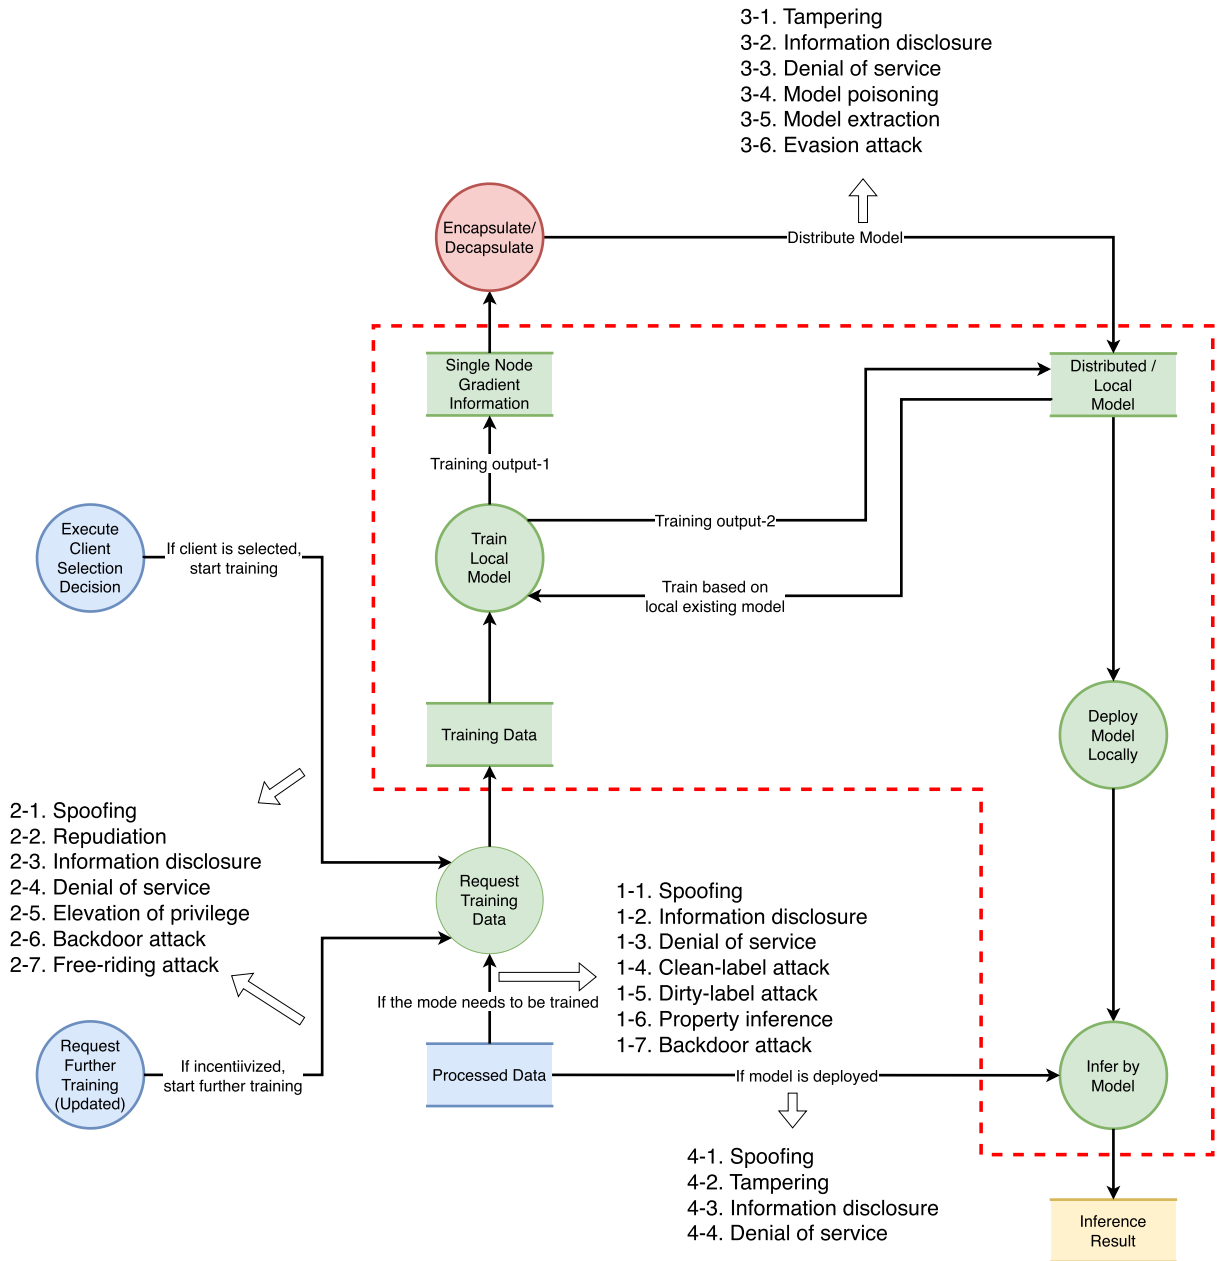 3-1. Tampering
3-2. Information disclosure
3-3. Denial of service
3-4. Model poisoning
3-5. Model extraction
3-6. Evasion attack
Encapsulate/
Decapsulate
Distribute Model
Single Node
Gradient
Information
Distributed /
Local
Model
Training output-1
Execute
Client
Selection
Decision
If client is selected,
start training
Train
Local
Model
Training output-2
Train based on
local existing model
Training Data
Deploy
Model
Locally
2-1. Spoofing
2-2. Repudiation
2-3. Information disclosure
2-4. Denial of service
2-5. Elevation of privilege
2-6. Backdoor attack
2-7. Free-riding attack
Request
Training
Data
1-1. Spoofing
1-2. Information disclosure
1-3. Denial of service
1-4. Clean-label attack
1-5. Dirty-label attack
1-6. Property inference
1-7. Backdoor attack
If the mode needs to be trained
Request
Further
Training
(Updated)
If incentiivized,
start further training
Processed Data
If model is deployed
Infer by
Model
4-1. Spoofing
4-2. Tampering
4-3. Information disclosure
4-4. Denial of service
Inference
Result